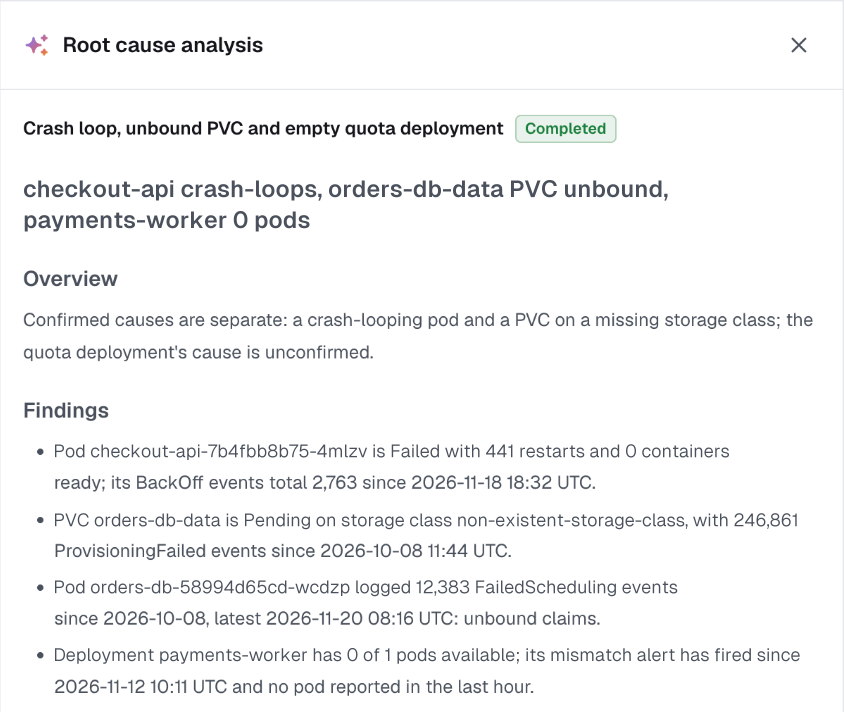 Root cause analysis
Crash loop, unbound PVC and empty quota deployment Completed
checkout-api crash-loops, orders-db-data PVC unbound,
payments-worker 0 pods
Overview
Confirmed causes are separate: a crash-looping pod and a PVC on a missing storage class; the
quota deployment's cause is unconfirmed.
Findings
• Pod checkout-api-7b4fbb8b75-4mlzv is Failed with 441 restarts and 0 containers
ready; its BackOff events total 2,763 since 2026-11-18 18:32 UTC.
• PVC orders-db-data is Pending on storage class non-existent-storage-class, with 246,861
ProvisioningFailed events since 2026-10-08 11:44 UTC.
• Pod orders-db-58994d65cd-wcdzp logged 12,383 FailedScheduling events
since 2026-10-08, latest 2026-11-20 08:16 UTC: unbound claims.
• Deployment payments-worker has 0 of 1 pods available; its mismatch alert has fired since
2026-11-12 10:11 UTC and no pod reported in the last hour.